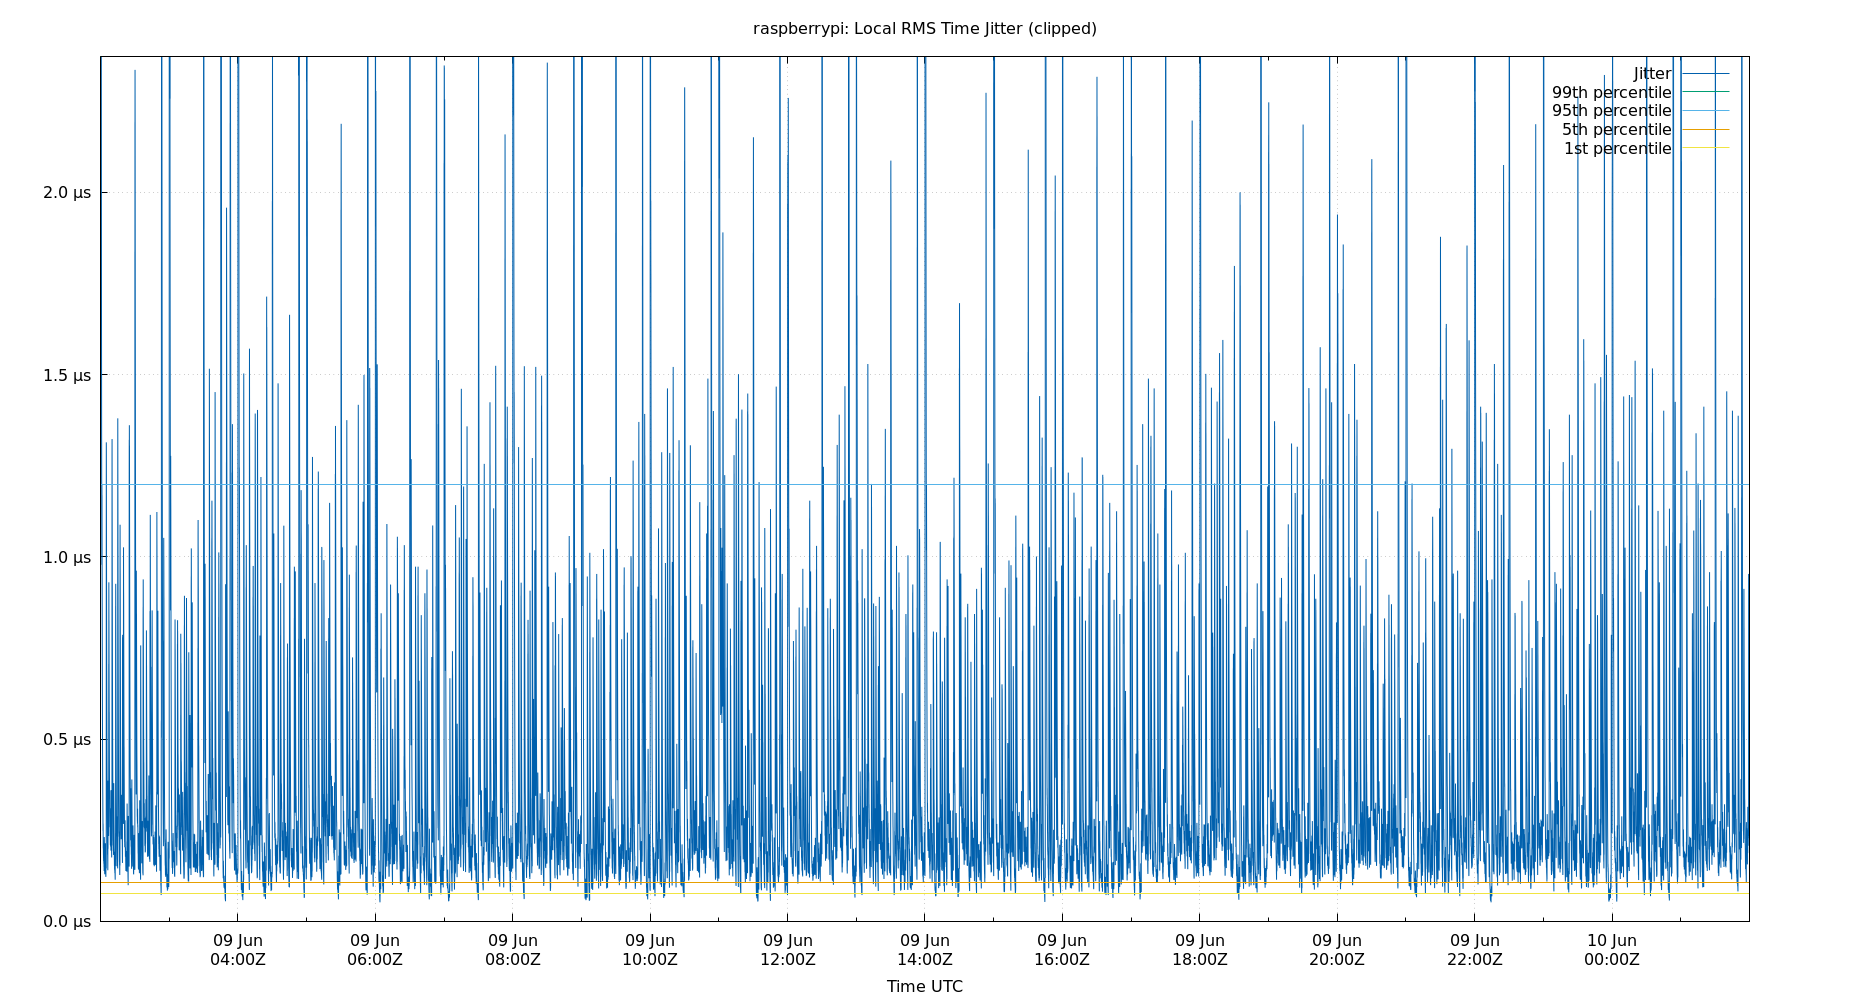 raspberrypi: Local RMS Time Jitter (clipped)
Jitter
99th percentile
95th percentile
5th percentile
1st percentile
2.0 µs
1.5 µs
1.0 µs
0.5 µs
0.0 µs
09 Jun 09 Jun 09 Jun 09 Jun 09 Jun 09 Jun 09 Jun 09 Jun 09 Jun 09 Jun 10 Jun
04:00Z 06:00Z 08:00Z 10:00Z 12:00Z 14:00Z 16:00Z 18:00Z 20:00Z 22:00Z 00:00Z
Time UTC